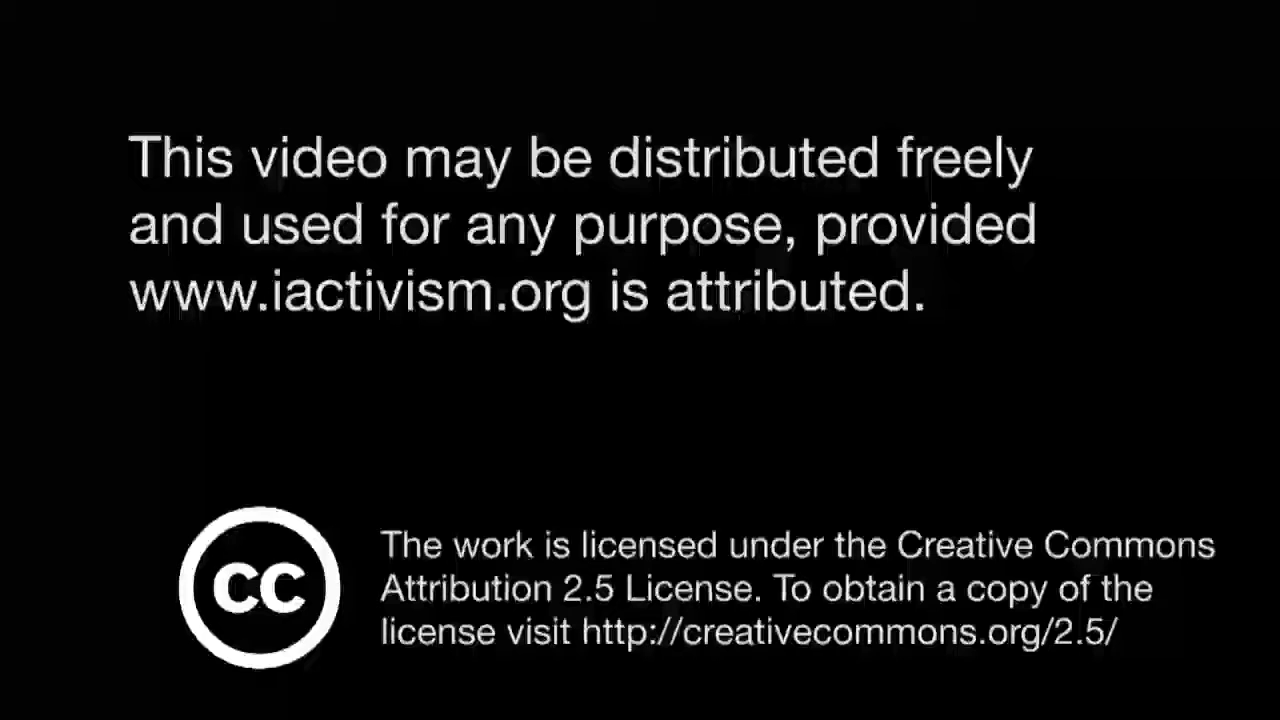 This video may be distributed freely
and used for any purpose, provided
www.iactivism.org is attributed.
cc
The work is licensed under the Creative Commons
Attribution 2.5 License. To obtain a copy of the
license visit http://creativecommons.org/2.5/